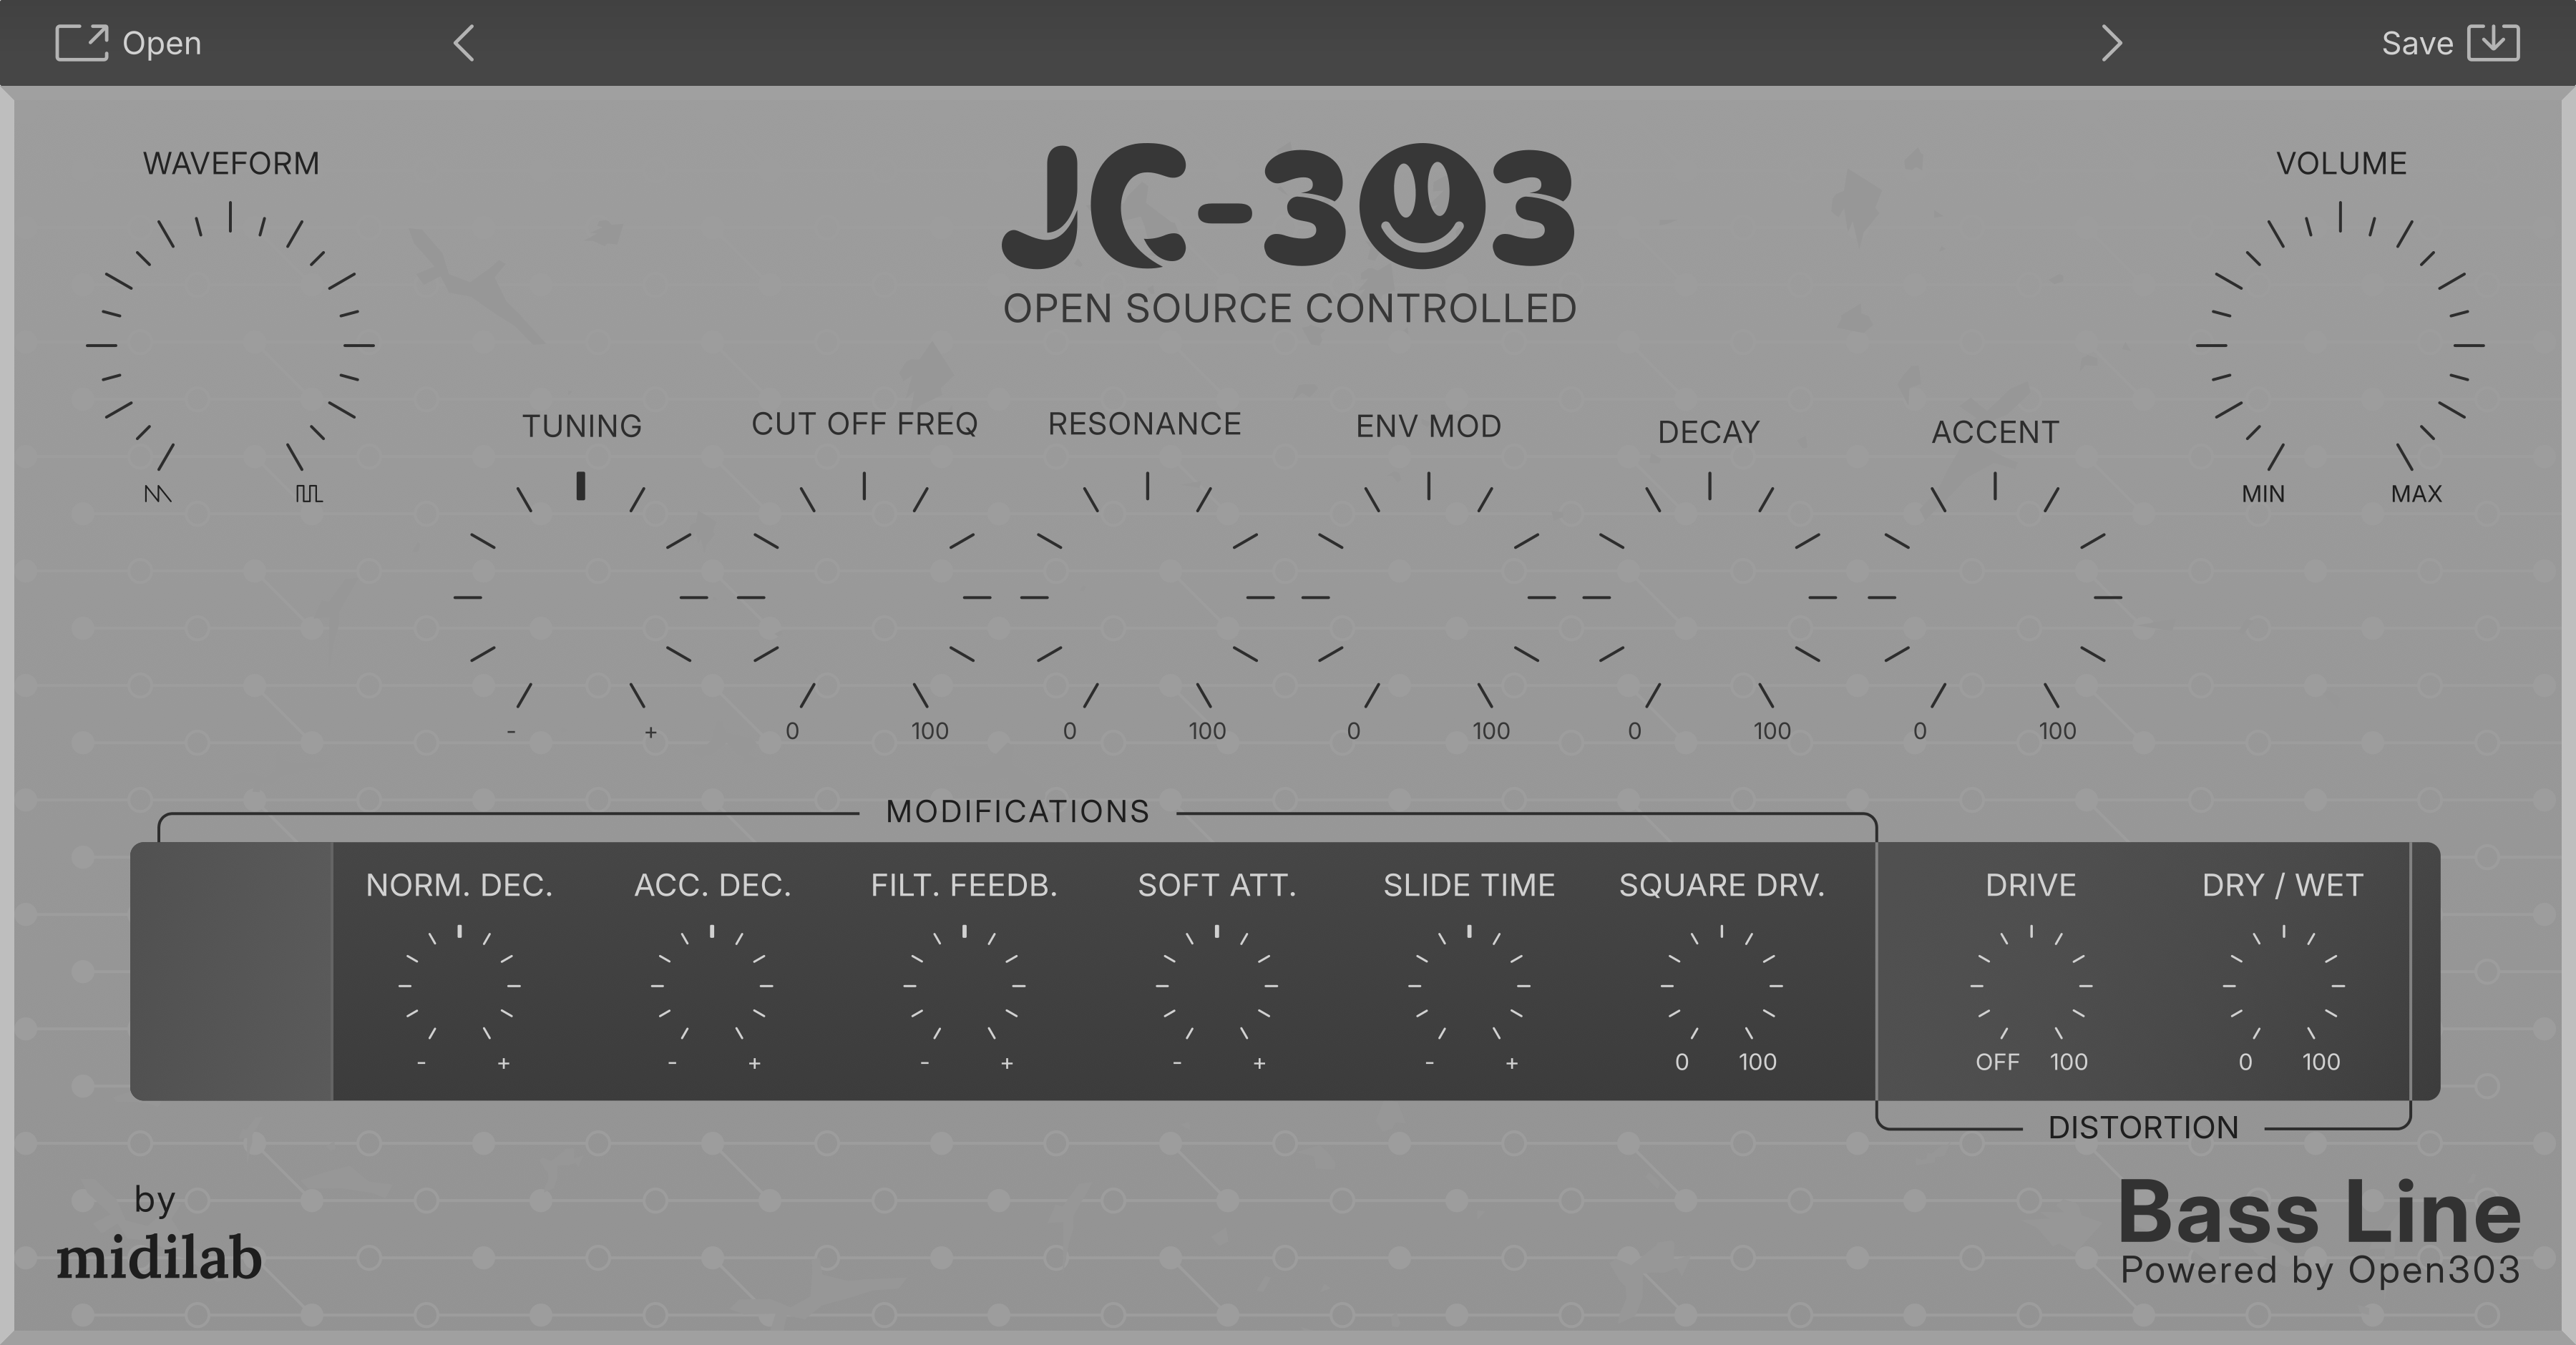 Open
Save
WAVEFORM
JC-303
VOLUME
OPEN SOURCE CONTROLLED
TUNING
CUT OFF FREQ
RESONANCE
ENV MOD
DECAY
ACCENT
MIN
MAX
- +
0 100
0 100
0 100
0 100
0 100
MODIFICATIONS
NORM. DEC.
ACC. DEC.
FILT. FEEDB.
SOFT ATT.
SLIDE TIME
SQUARE DRV.
DRIVE
DRY / WET
- +
- +
- +
- +
- +
0 100
OFF 100
0 100
DISTORTION
by
midilab
Bass Line
Powered by Open303